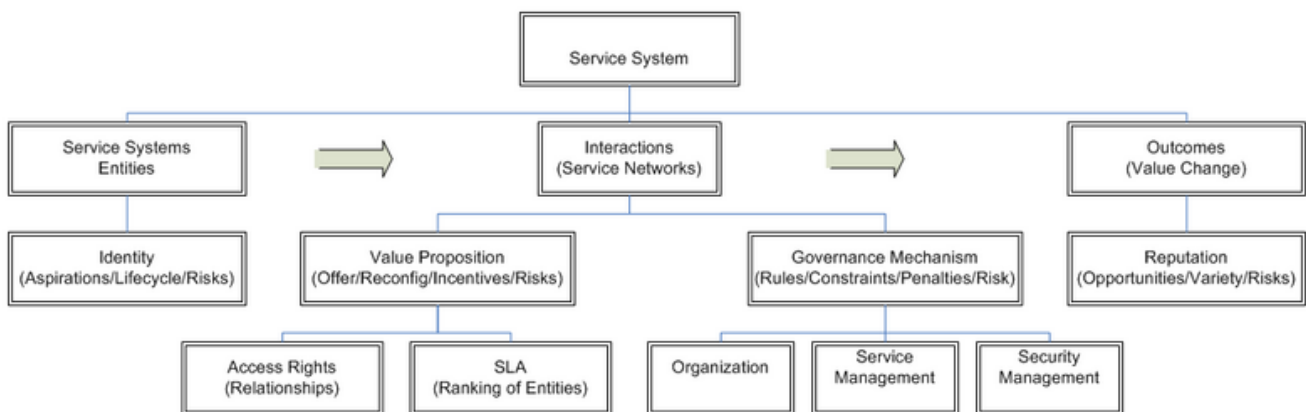 Service System
Service Systems
Entities
Interactions
(Service Networks)
Outcomes
(Value Change)
Identity
(Aspirations/Lifecycle/Risks)
Value Proposition
(Offer/Reconfig/Incentives/Risks)
Governance Mechanism
(Rules/Constraints/Penalties/Risk)
Reputation
(Opportunities/Variety/Risks)
Access Rights
(Relationships)
SLA
(Ranking of Entities)
Organization
Service
Management
Security
Management